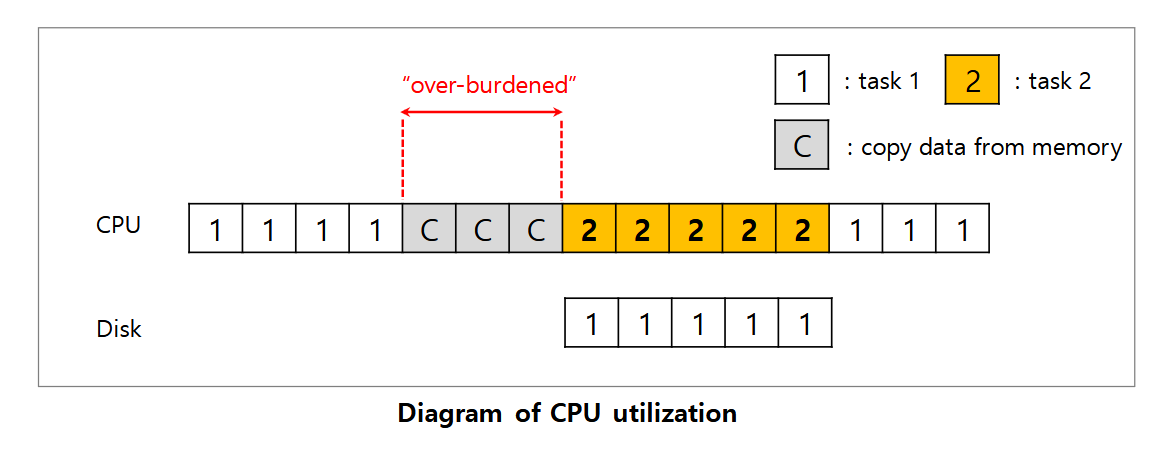 “over-burdened”
1 : task 1 2 : task 2
C : copy data from memory
CPU 1 1 1 1 C C C 2 2 2 2 2 1 1 1
Disk 1 1 1 1 1
Diagram of CPU utilization